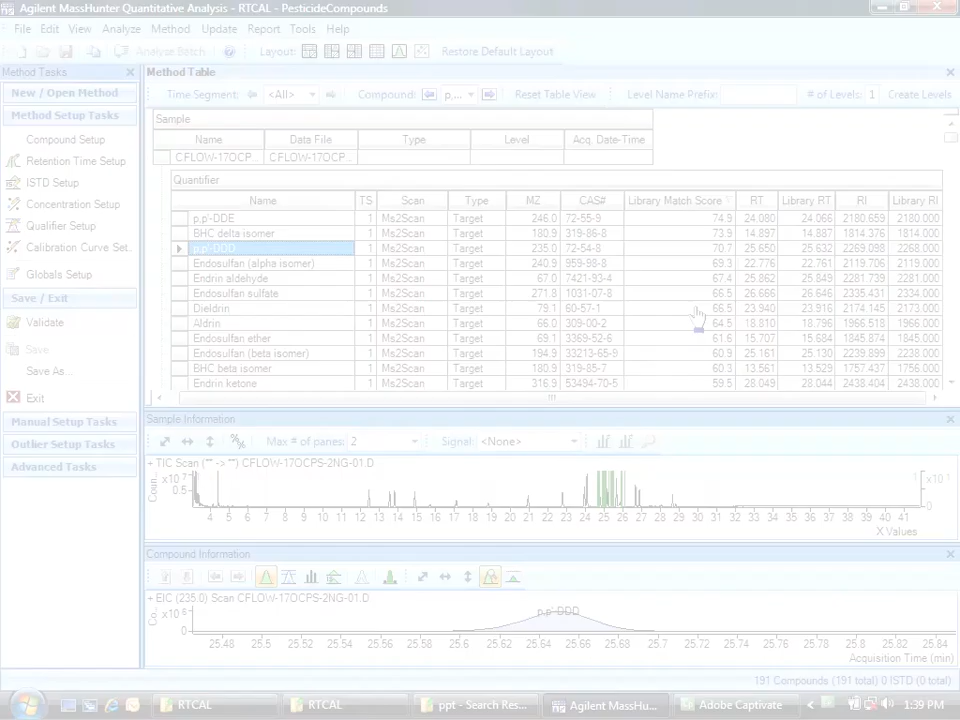 Agilent MassHunter Quantitative Analysis - RTCAL - PesticideCompounds
File Edit View Analyze Method Update Report Tools Help
Analyze Batch Layout: Restore Default Layout
Method Tasks
New / Open Method
Method Setup Tasks
Compound Setup
Retention Time Setup
ISTD Setup
Concentration Setup
Qualifier Setup
Calibration Curve Set..
Globals Setup
Save / Exit
Validate
Save
Save As...
Exit
Manual Setup Tasks
Outlier Setup Tasks
Advanced Tasks
Method Table
Time Segment: <All> Compound: p,... Reset Table View Level Name Prefix: # of Levels: 1 Create Levels
Sample
Name Data File Type Level Acq. Date-Time
CFLOW-17OCP... CFLOW-17OCP...
Quantifier
Name TS Scan Type MZ CAS# Library Match Score RT Library RT RI Library RI
p,p'-DDE 1 Ms2Scan Target 246.0 72-55-9 74.9 24.080 24.066 2180.659 2180.000
BHC delta isomer 1 Ms2Scan Target 180.9 319-86-8 73.9 14.897 14.887 1814.376 1814.000
p,p'-DDD 1 Ms2Scan Target 235.0 72-54-8 70.7 25.650 25.632 2269.098 2268.000
Endosulfan (alpha isomer) 1 Ms2Scan Target 240.9 959-98-8 69.3 22.776 22.761 2119.706 2119.000
Endrin aldehyde 1 Ms2Scan Target 67.0 7421-93-4 67.4 25.862 25.849 2281.739 2281.000
Endosulfan sulfate 1 Ms2Scan Target 271.8 1031-07-8 66.5 26.666 26.646 2335.431 2334.000
Dieldrin 1 Ms2Scan Target 79.1 60-57-1 66.5 23.940 23.916 2174.145 2173.000
Aldrin 1 Ms2Scan Target 66.0 309-00-2 64.5 18.810 18.796 1966.518 1966.000
Endosulfan ether 1 Ms2Scan Target 69.1 3369-52-6 61.6 15.707 15.684 1845.874 1845.000
Endosulfan (beta isomer) 1 Ms2Scan Target 194.9 33213-65-9 60.9 25.161 25.130 2239.899 2238.000
BHC beta isomer 1 Ms2Scan Target 180.9 319-85-7 60.3 13.561 13.529 1757.437 1756.000
Endrin ketone 1 Ms2Scan Target 316.9 53494-70-5 59.5 28.049 28.044 2438.404 2438.000
Sample Information
Max # of panes: 2 Signal: <None>
+ TIC Scan (** -> **) CFLOW-17OCPS-2NG-01.D
Coun...
x10 7
0.5
1 x10 1
0
4 5 6 7 8 9 10 11 12 13 14 15 16 17 18 19 20 21 22 23 24 25 26 27 28 29 30 31 32 33 34 35 36 37 38 39 40 41
X Values
Compound Information
+ EIC (235.0) Scan CFLOW-17OCPS-2NG-01.D
Co...
x10 6
0
p,p'-DDD
25.48 25.5 25.52 25.54 25.56 25.58 25.6 25.62 25.64 25.66 25.68 25.7 25.72 25.74 25.76 25.78 25.8 25.82 25.84
Acquisition Time (min)
191 Compounds (191 total) 0 ISTD (0 total)
RTCAL RTCAL ppt - Search Res... Agilent MassHu... Adobe Captivate 1:39 PM